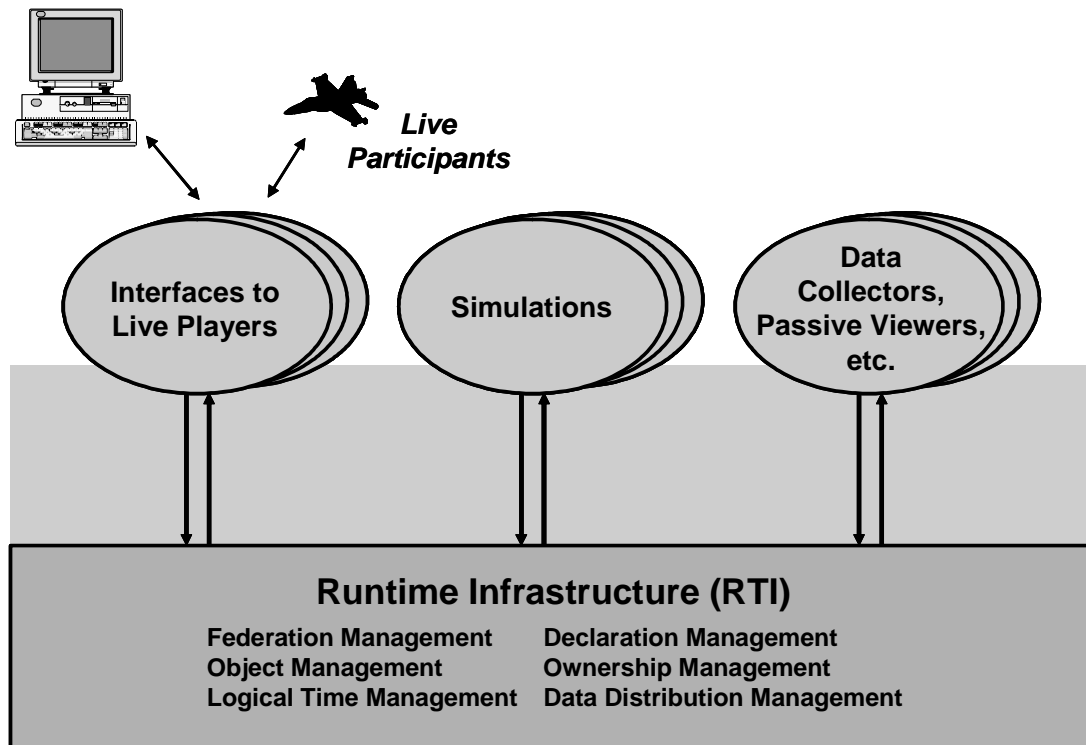 Live
Participants
Interfaces to
Live Players
Simulations
Data
Collectors,
Passive Viewers,
etc.
Runtime Infrastructure (RTI)
Federation Management
Object Management
Logical Time Management
Declaration Management
Ownership Management
Data Distribution Management